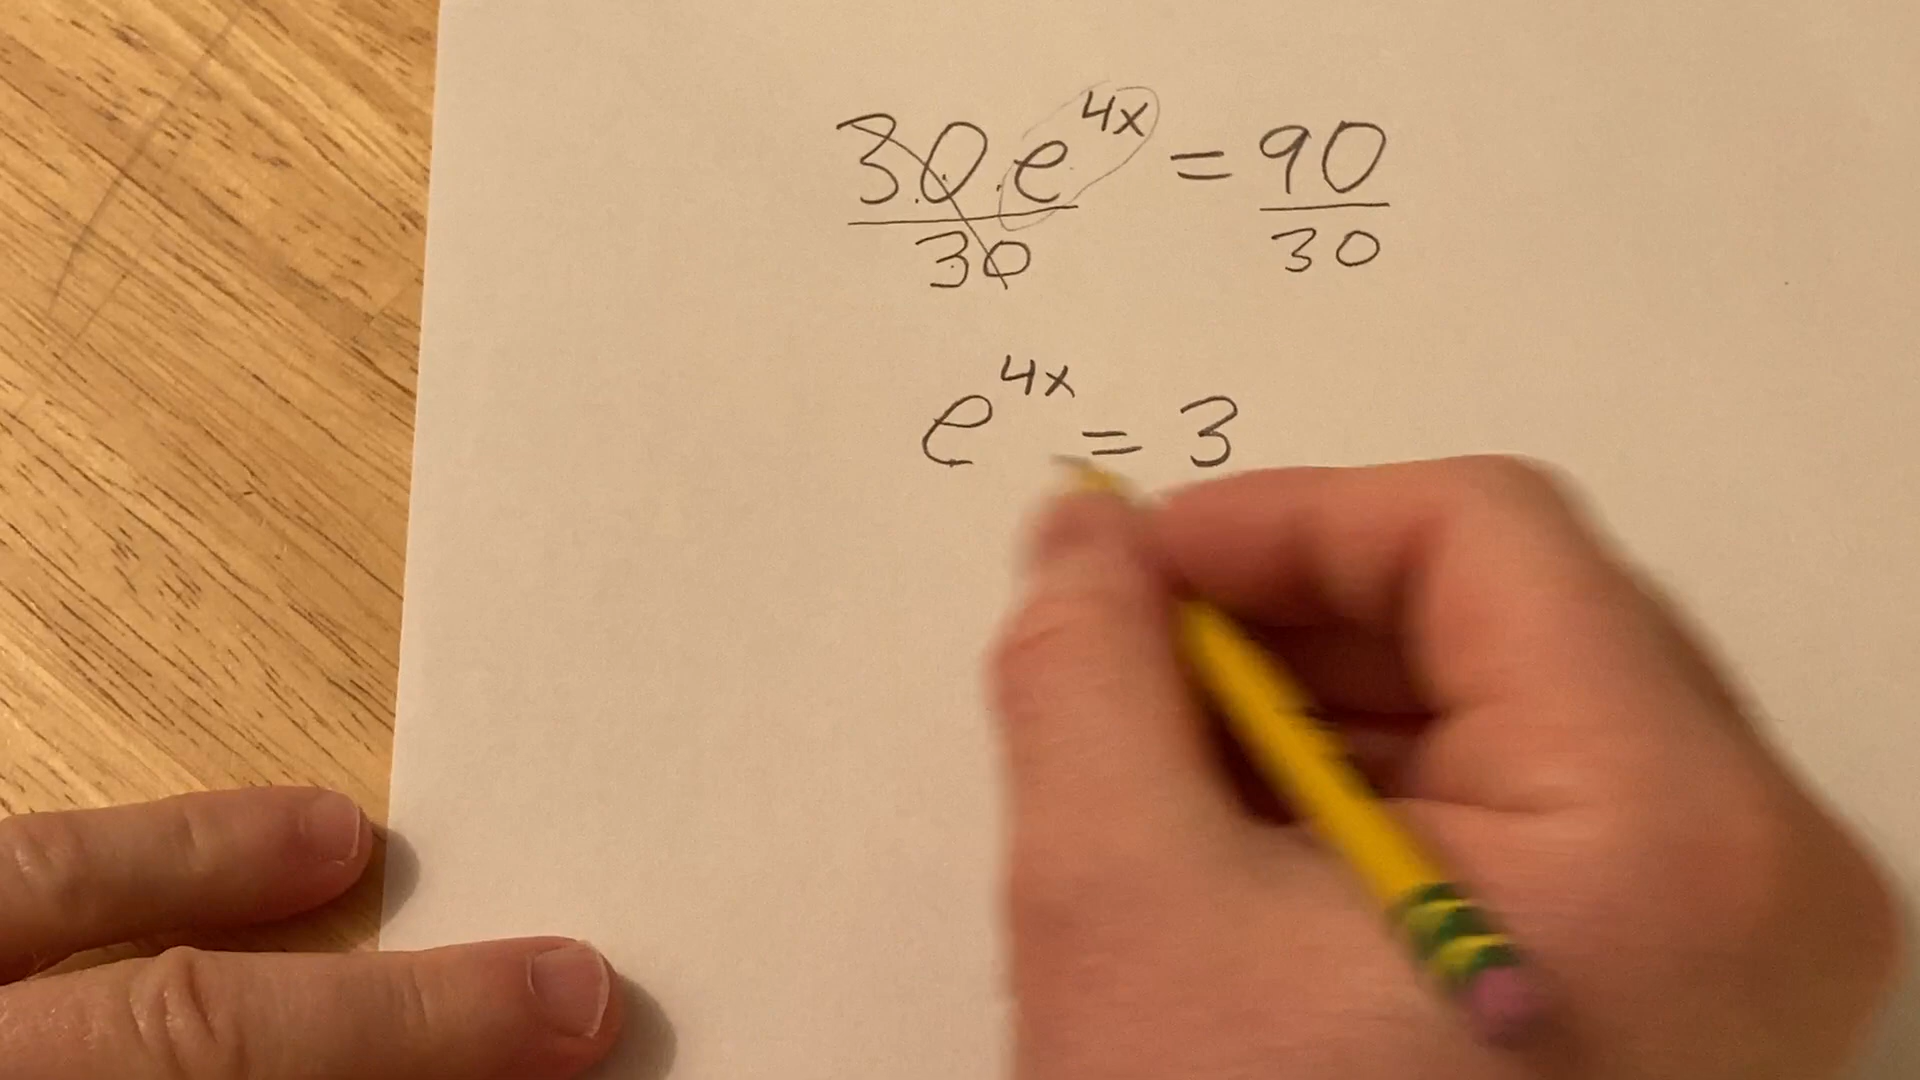 30e^{4x} = 90
30 30
e^{4x} = 3